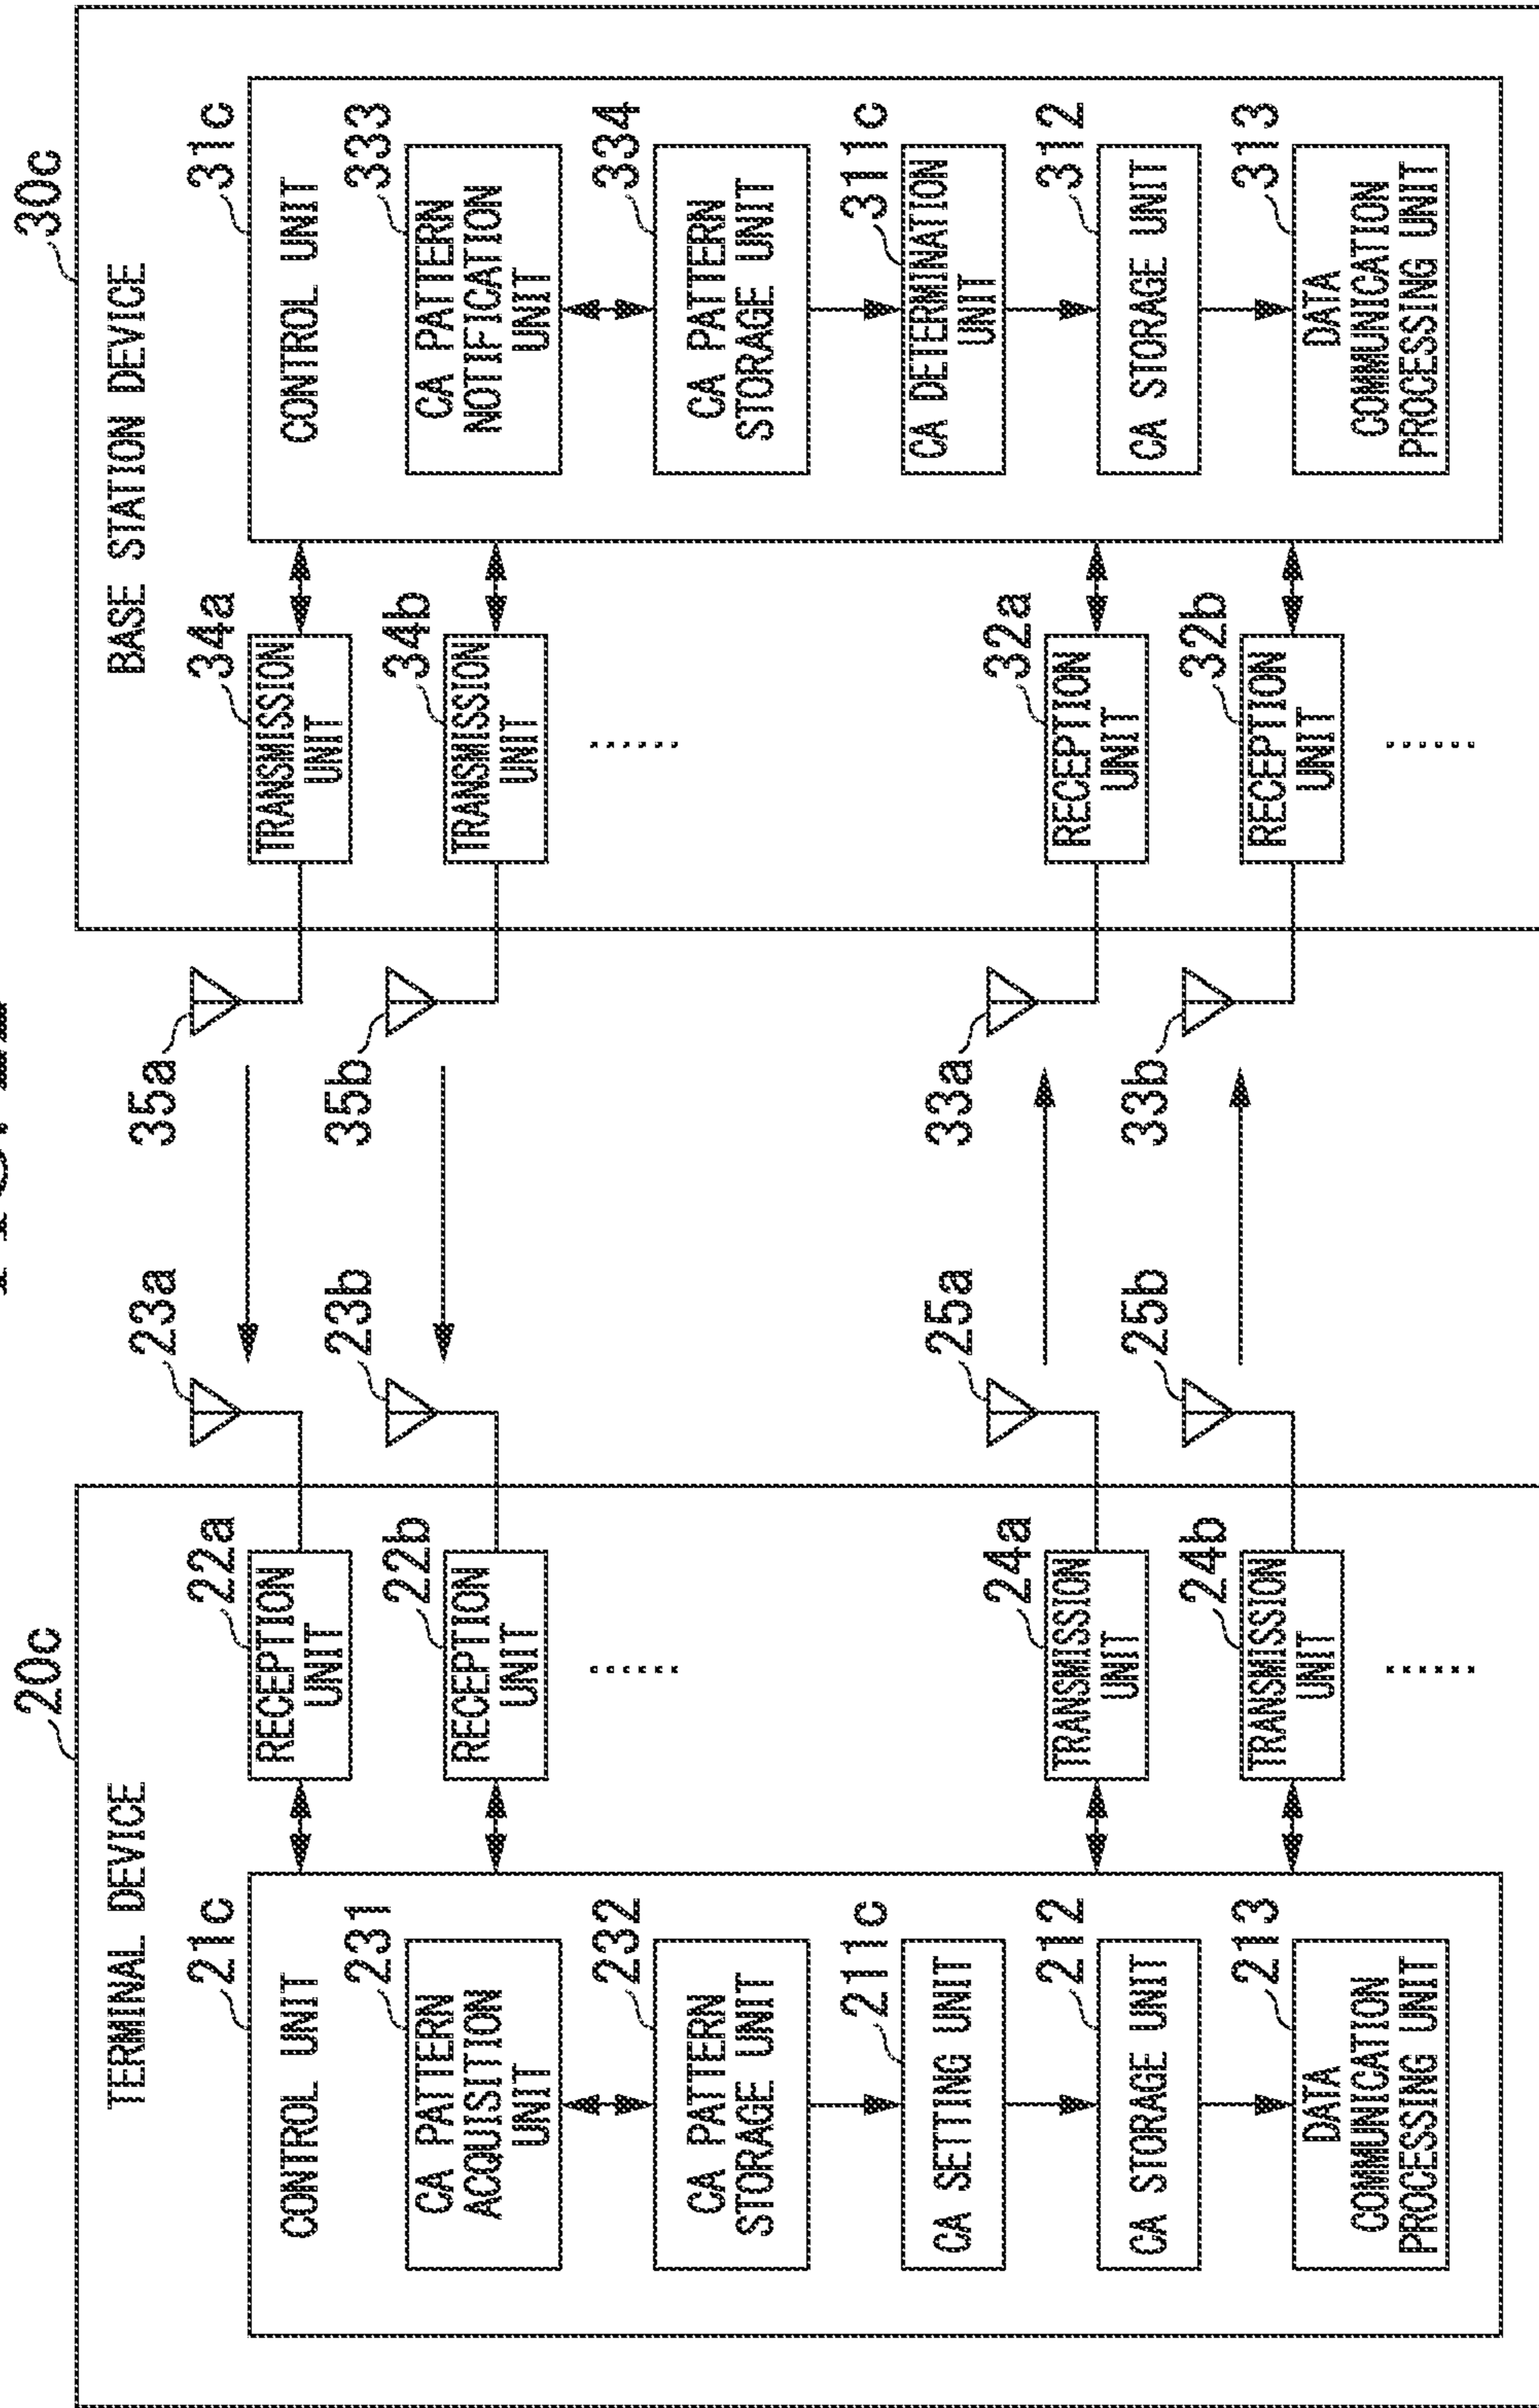 20c
TERMINAL DEVICE
21c
CONTROL UNIT
231
CA PATTERN
ACQUISITION
UNIT
232
CA PATTERN
STORAGE UNIT
211c
CA SETTING UNIT
212
CA STORAGE UNIT
213
DATA
COMMUNICATION
PROCESSING UNIT
22a
RECEPTION
UNIT
22b
RECEPTION
UNIT
24a
TRANSMISSION
UNIT
24b
TRANSMISSION
UNIT
23a
23b
25a
25b
35a
35b
33a
33b
30c
BASE STATION DEVICE
34a
TRANSMISSION
UNIT
34b
TRANSMISSION
UNIT
32a
RECEPTION
UNIT
32b
RECEPTION
UNIT
31c
CONTROL UNIT
333
CA PATTERN
NOTIFICATION
UNIT
334
CA PATTERN
STORAGE UNIT
311c
CA DETERMINATION
UNIT
312
CA STORAGE UNIT
313
DATA
COMMUNICATION
PROCESSING UNIT